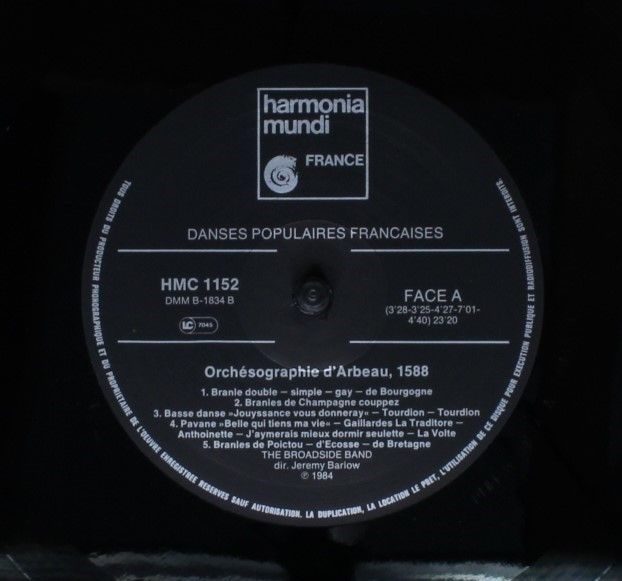 harmonia
mundi
FRANCE
DANSES POPULAIRES FRANCAISES
HMC 1152
DMM B-1834 B
LC 7045
FACE A
(3'28-3'25-4'27-7'01-
4'40) 23'20
Orchésographie d'Arbeau, 1588
1. Branle double – simple – gay – de Bourgogne
2. Branles de Champagne couppez
3. Basse danse »Jouyssance vous donneray« – Tourdion – Tourdion
4. Pavane »Belle qui tiens ma vie« – Gaillardes La Traditore –
Anthoinette – J'aymerais mieux dormir seulette – La Volte
5. Branles de Poictou – d'Ecosse – de Bretagne
THE BROADSIDE BAND
dir. Jeremy Barlow
℗ 1984
TOUS DROITS DU PRODUCTEUR PHONOGRAPHIQUE ET DU PROPRIETAIRE DE L'OEUVRE ENREGISTREE RESERVES SAUF AUTORISATION. LA DUPLICATION, LA LOCATION LE PRET, L'UTILISATION DE CE DISQUE POUR EXECUTION PUBLIQUE ET RADIODIFFUSION SONT INTERDITS.